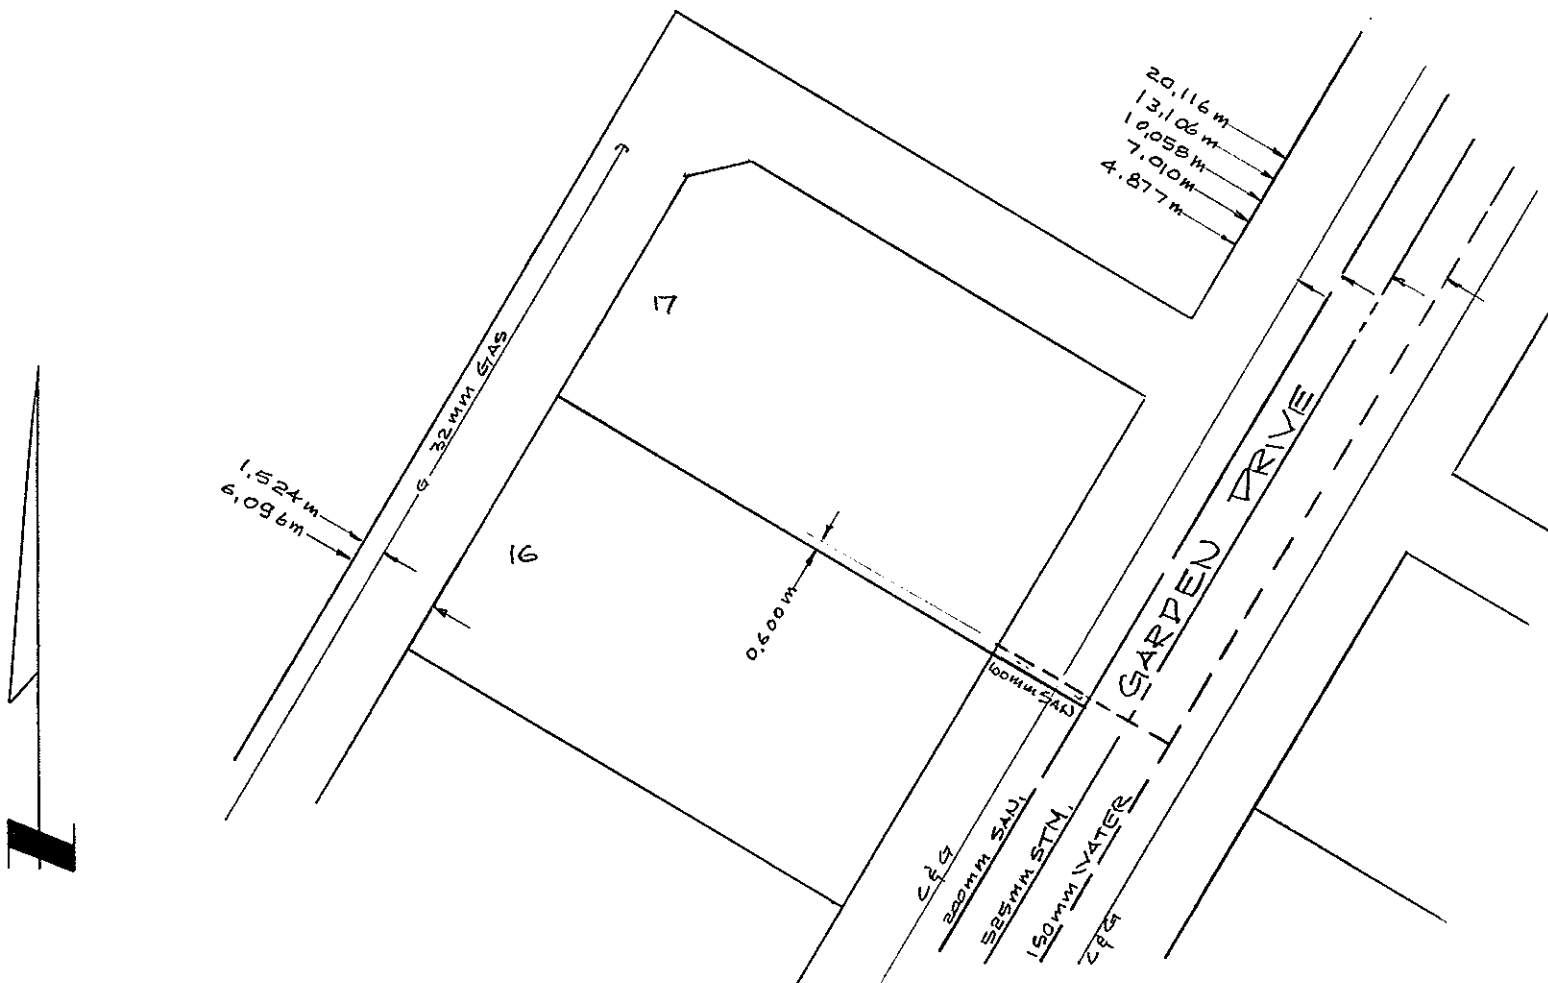 20,116 m
13,106 m
10,058 m
7,010 m
4.877 m
17
32mm GAS
G
1,524 m
6,096 m
16
0,600 m
GARDEN DRIVE
100mm SAN
C & G
200mm SAN.
525mm STM.
150mm WATER
C & G